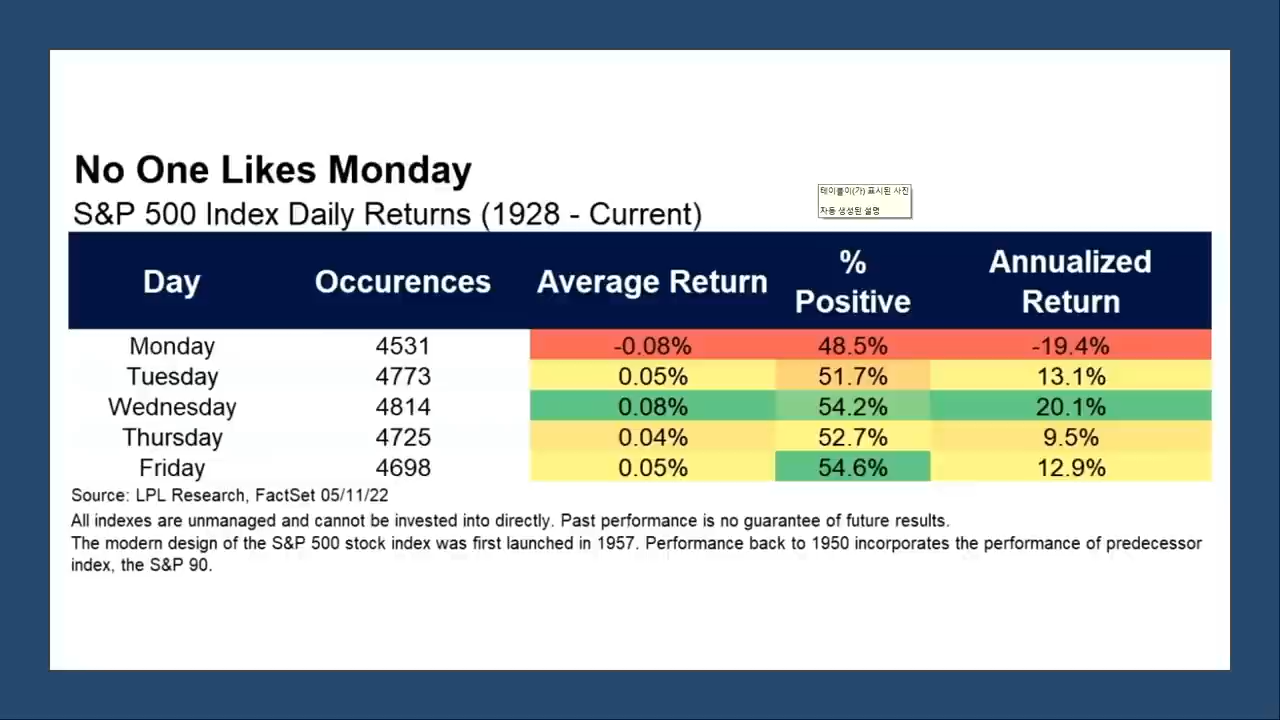 No One Likes Monday
S&P 500 Index Daily Returns (1928 - Current)
테이블이(가) 표시된 사진
자동 생성된 설명
Day Occurences Average Return % Positive Annualized Return
Monday 4531 -0.08% 48.5% -19.4%
Tuesday 4773 0.05% 51.7% 13.1%
Wednesday 4814 0.08% 54.2% 20.1%
Thursday 4725 0.04% 52.7% 9.5%
Friday 4698 0.05% 54.6% 12.9%
Source: LPL Research, FactSet 05/11/22
All indexes are unmanaged and cannot be invested into directly. Past performance is no guarantee of future results.
The modern design of the S&P 500 stock index was first launched in 1957. Performance back to 1950 incorporates the performance of predecessor
index, the S&P 90.